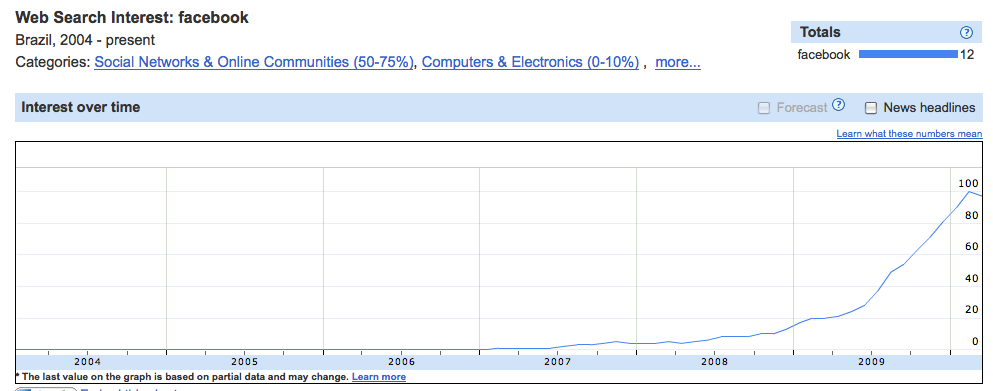 Web Search Interest: facebook
Brazil, 2004 - present
Categories: Social Networks & Online Communities (50-75%), Computers & Electronics (0-10%) , more...
Totals ?
facebook 12
Interest over time
Forecast ? News headlines
Learn what these numbers mean
100
80
60
40
20
0
2004 2005 2006 2007 2008 2009
* The last value on the graph is based on partial data and may change. Learn more